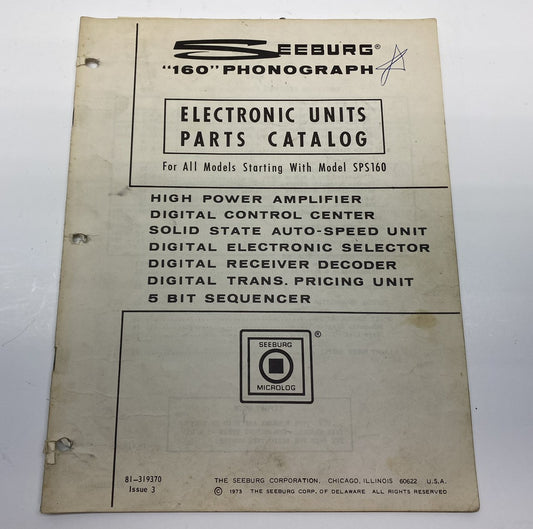 SEEBURG®
"160" PHONOGRAPH
ELECTRONIC UNITS
PARTS CATALOG
For All Models Starting With Model SPS160
HIGH POWER AMPLIFIER
DIGITAL CONTROL CENTER
SOLID STATE AUTO-SPEED UNIT
DIGITAL ELECTRONIC SELECTOR
DIGITAL RECEIVER DECODER
DIGITAL TRANS. PRICING UNIT
5 BIT SEQUENCER
SEEBURG ®
MICROLOG
81-319370
Issue 3
THE SEEBURG CORPORATION, CHICAGO, ILLINOIS 60622 U.S.A.
© 1973 THE SEEBURG CORP. OF DELAWARE ALL RIGHTS RESERVED